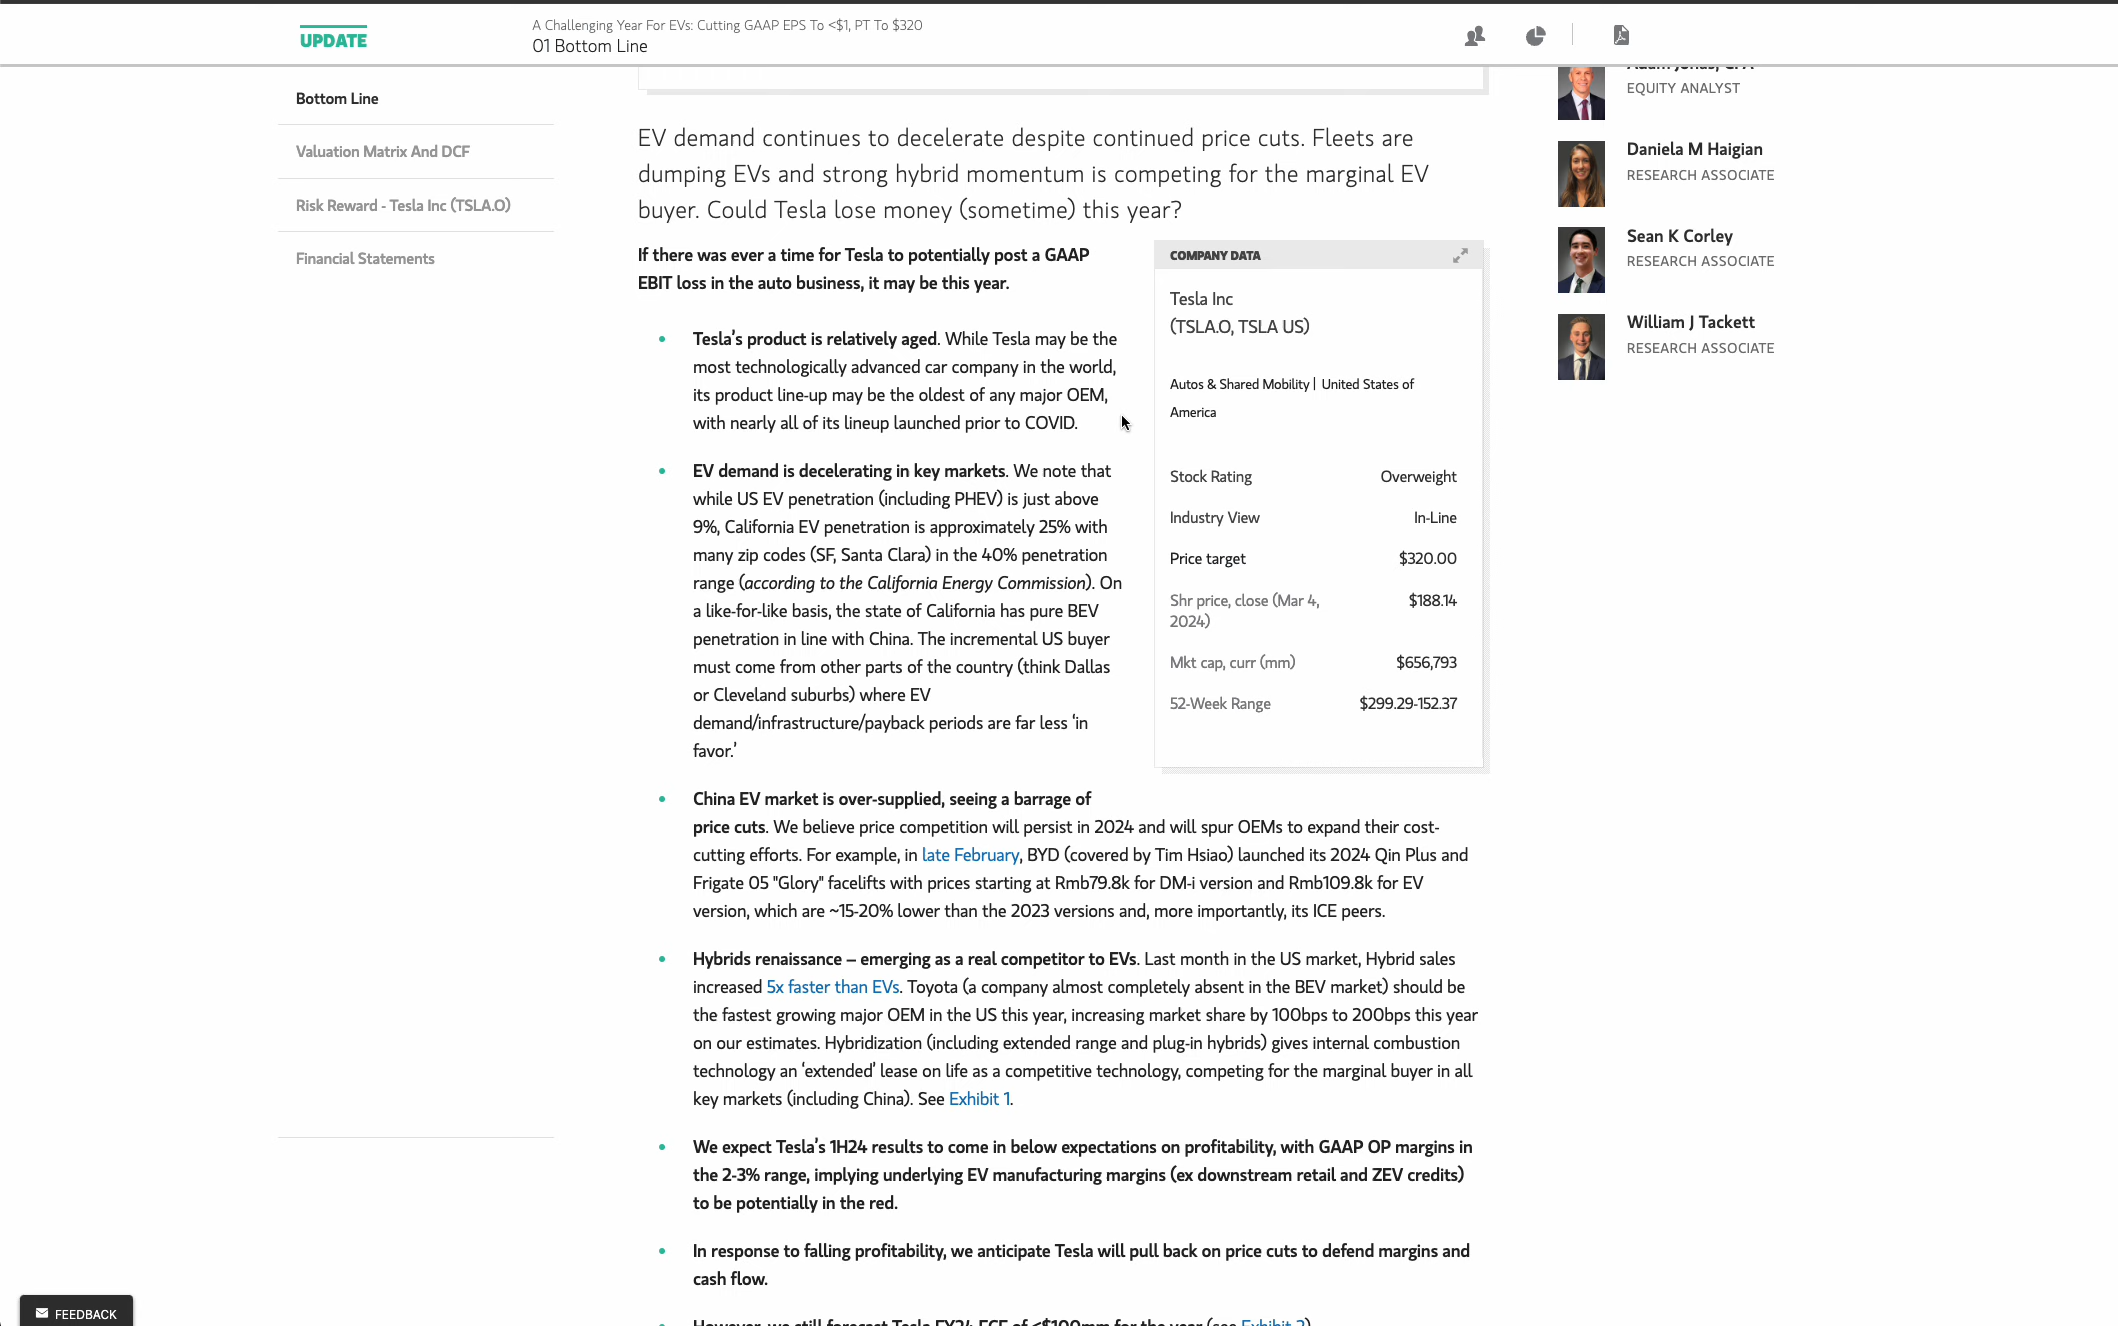 UPDATE
A Challenging Year For EVs: Cutting GAAP EPS To <$1, PT To $320
01 Bottom Line
Bottom Line
Valuation Matrix And DCF
Risk Reward - Tesla Inc (TSLA.O)
Financial Statements
EV demand continues to decelerate despite continued price cuts. Fleets are
dumping EVs and strong hybrid momentum is competing for the marginal EV
buyer. Could Tesla lose money (sometime) this year?
If there was ever a time for Tesla to potentially post a GAAP
EBIT loss in the auto business, it may be this year.
• Tesla's product is relatively aged. While Tesla may be the
most technologically advanced car company in the world,
its product line-up may be the oldest of any major OEM,
with nearly all of its lineup launched prior to COVID.
• EV demand is decelerating in key markets. We note that
while US EV penetration (including PHEV) is just above
9%, California EV penetration is approximately 25% with
many zip codes (SF, Santa Clara) in the 40% penetration
range (according to the California Energy Commission). On
a like-for-like basis, the state of California has pure BEV
penetration in line with China. The incremental US buyer
must come from other parts of the country (think Dallas
or Cleveland suburbs) where EV
demand/infrastructure/payback periods are far less ‘in
favor.’
• China EV market is over-supplied, seeing a barrage of
price cuts. We believe price competition will persist in 2024 and will spur OEMs to expand their cost-
cutting efforts. For example, in late February, BYD (covered by Tim Hsiao) launched its 2024 Qin Plus and
Frigate 05 "Glory" facelifts with prices starting at Rmb79.8k for DM-i version and Rmb109.8k for EV
version, which are ~15-20% lower than the 2023 versions and, more importantly, its ICE peers.
• Hybrids renaissance – emerging as a real competitor to EVs. Last month in the US market, Hybrid sales
increased 5x faster than EVs. Toyota (a company almost completely absent in the BEV market) should be
the fastest growing major OEM in the US this year, increasing market share by 100bps to 200bps this year
on our estimates. Hybridization (including extended range and plug-in hybrids) gives internal combustion
technology an ‘extended’ lease on life as a competitive technology, competing for the marginal buyer in all
key markets (including China). See Exhibit 1.
• We expect Tesla's 1H24 results to come in below expectations on profitability, with GAAP OP margins in
the 2-3% range, implying underlying EV manufacturing margins (ex downstream retail and ZEV credits)
to be potentially in the red.
• In response to falling profitability, we anticipate Tesla will pull back on price cuts to defend margins and
cash flow.
• However, we still forecast Tesla FY24 FCF of <$100mm for the year (see Exhibit 2)
COMPANY DATA
Tesla Inc
(TSLA.O, TSLA US)
Autos & Shared Mobility | United States of
America
Stock Rating Overweight
Industry View In-Line
Price target $320.00
Shr price, close (Mar 4, $188.14
2024)
Mkt cap, curr (mm) $656,793
52-Week Range $299.29-152.37
Adam Jonas, CFA
EQUITY ANALYST
Daniela M Haigian
RESEARCH ASSOCIATE
Sean K Corley
RESEARCH ASSOCIATE
William J Tackett
RESEARCH ASSOCIATE
FEEDBACK